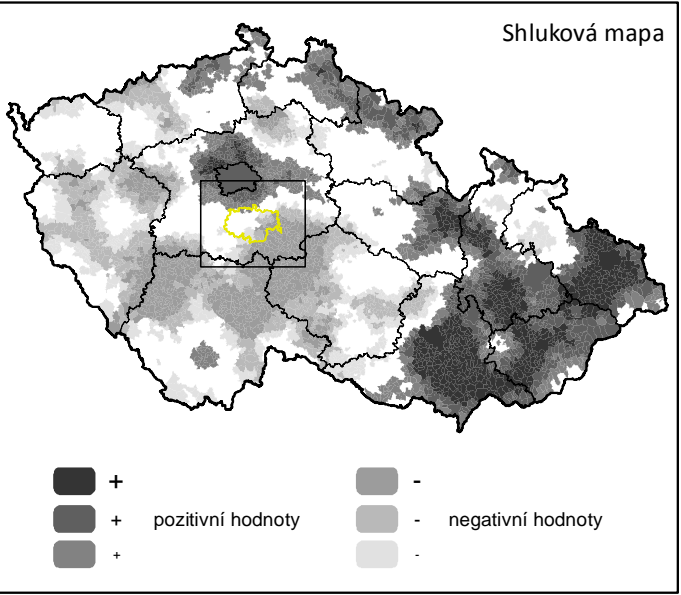 Shluková mapa
+ -
+ pozitivní hodnoty - negativní hodnoty
+ -